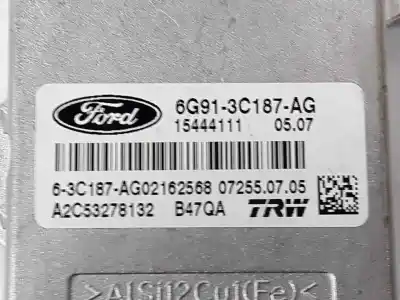 Ford 6G91-3C187-AG
15444111 05.07
6-3C187-AG02162568 07255.07.05
A2C53278132 B47QA TRW
>AlSi12Cu1(Fe)<